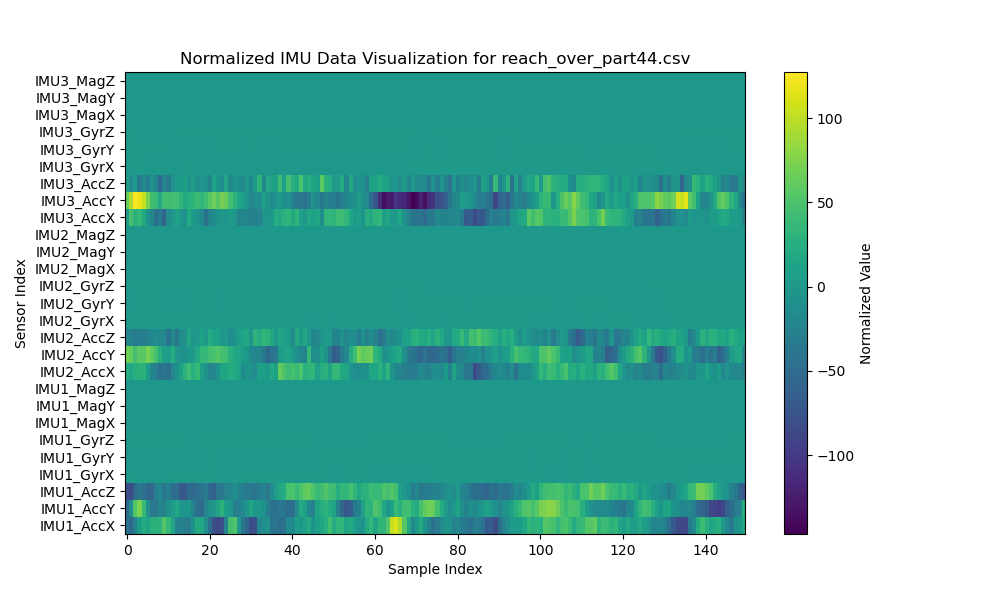 Normalized IMU Data Visualization for reach_over_part44.csv
IMU3_MagZ
IMU3_MagY
IMU3_MagX
IMU3_GyrZ
IMU3_GyrY
IMU3_GyrX
IMU3_AccZ
IMU3_AccY
IMU3_AccX
IMU2_MagZ
IMU2_MagY
IMU2_MagX
IMU2_GyrZ
IMU2_GyrY
IMU2_GyrX
IMU2_AccZ
IMU2_AccY
IMU2_AccX
IMU1_MagZ
IMU1_MagY
IMU1_MagX
IMU1_GyrZ
IMU1_GyrY
IMU1_GyrX
IMU1_AccZ
IMU1_AccY
IMU1_AccX
Sensor Index
0 20 40 60 80 100 120 140
Sample Index
100
50
0
−50
−100
Normalized Value